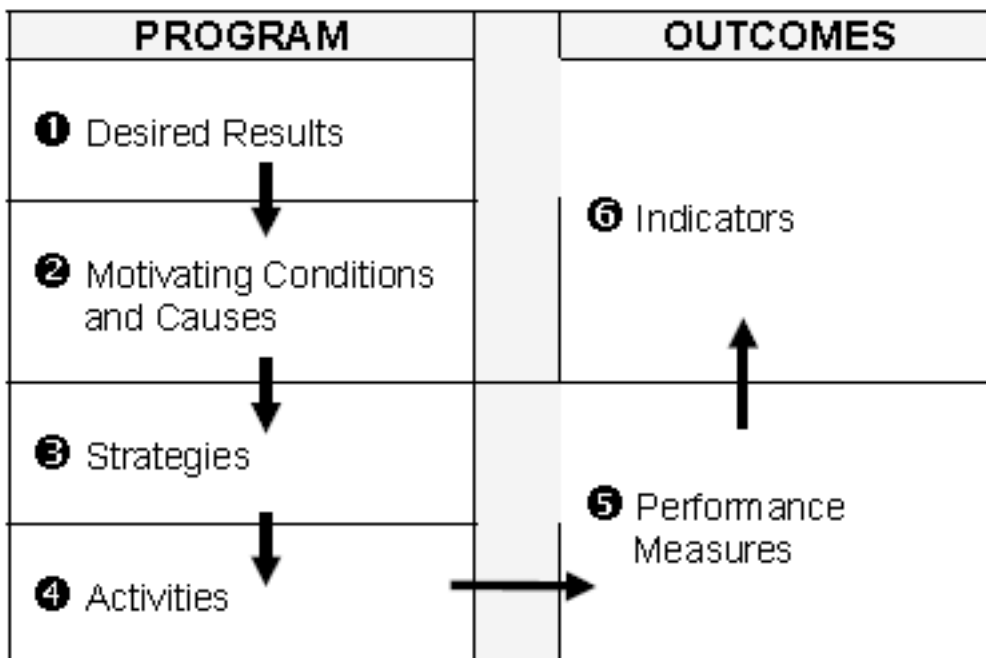 PROGRAM
OUTCOMES
❶ Desired Results
❷ Motivating Conditions
and Causes
❸ Strategies
❹ Activities
❻ Indicators
❺ Performance
Measures